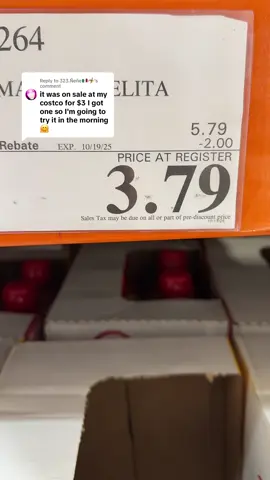 264
Reply to 323.Ñeñe🇲🇽💅's comment
it was on sale at my costco for $3 I got one so I'm going to try it in the morning 🤗
ELITA
5.79
Rebate EXP. 10/19/25 -2.00
PRICE AT REGISTER
3.79
Sales Tax may be due on all or part of pre-discount price